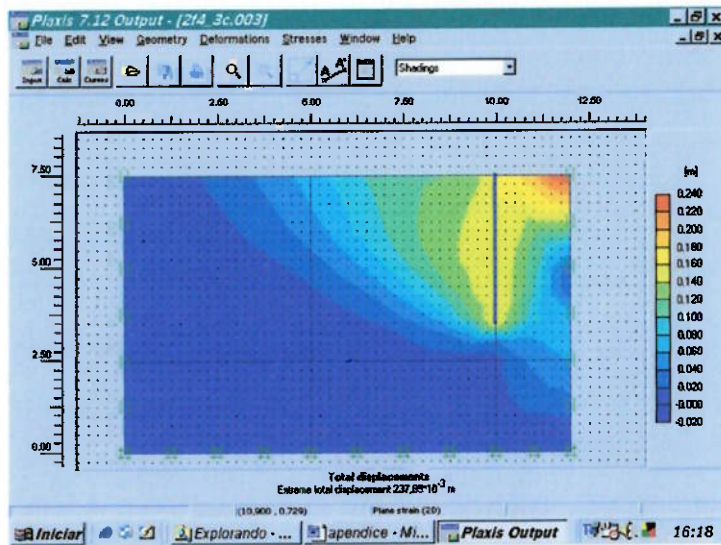 Plaxis 7.12 Output - [2f4_3c.003]
File Edit View Geometry Deformations Stresses Window Help
Input Calc Curves Shadings
0.00 2.50 5.00 7.50 10.00 12.50
7.50
5.00
2.50
0.00
[m]
0.240
0.220
0.200
0.180
0.160
0.140
0.120
0.100
0.080
0.060
0.040
0.020
-0.000
-0.020
Total displacements
Extreme total displacement 237,85*10-3 m
(10,900 , 0.729) Plane strain (2D)
Iniciar Explorando - ... apendice - Mi... Plaxis Output 16:18